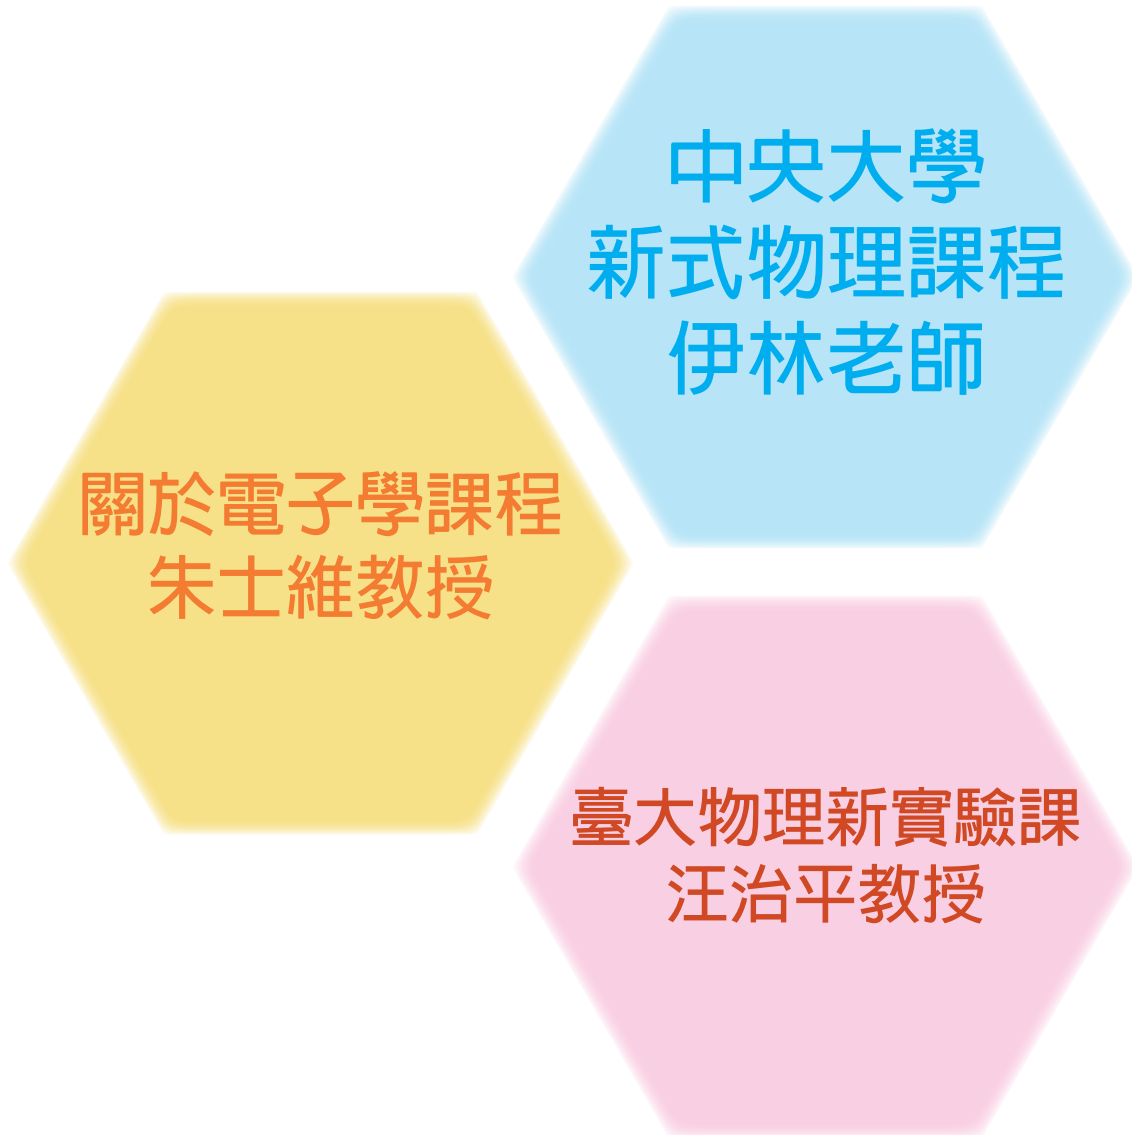 中央大學
新式物理課程
伊林老師
關於電子學課程
朱士維教授
臺大物理新實驗課
汪治平教授